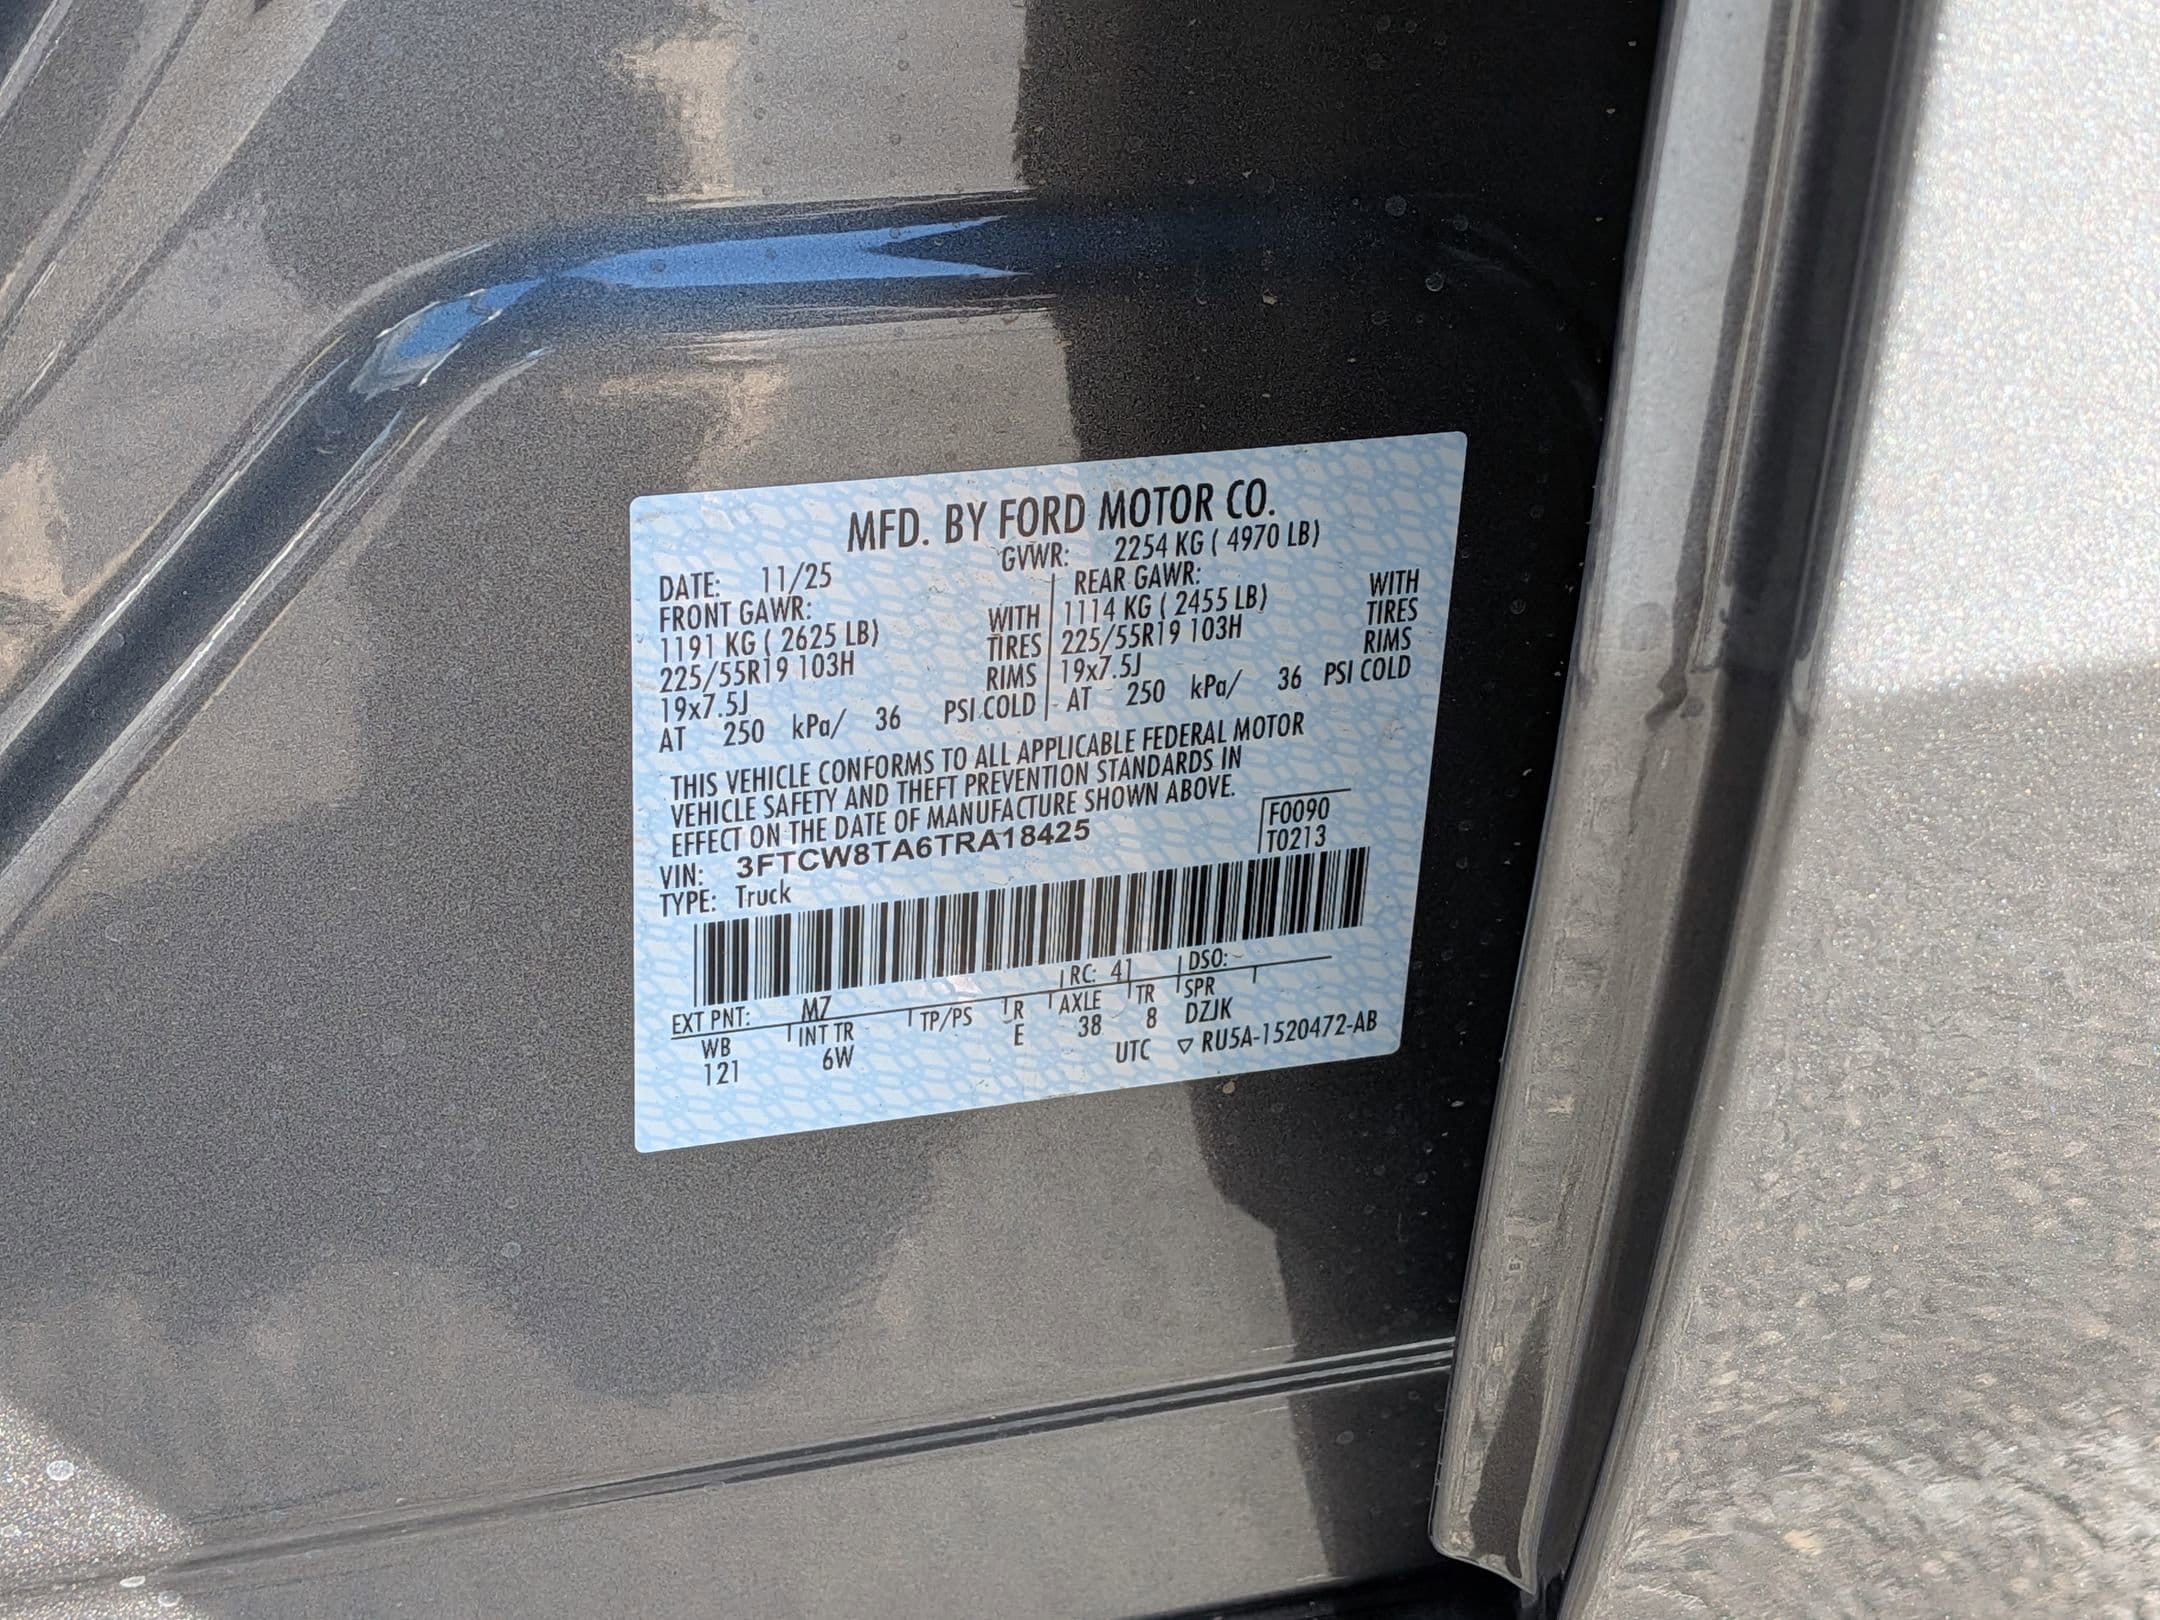 MFD. BY FORD MOTOR CO.
DATE: 11/25 GVWR: 2254 KG ( 4970 LB)
FRONT GAWR: REAR GAWR:
1191 KG ( 2625 LB) WITH 1114 KG ( 2455 LB) WITH
225/55R19 103H TIRES 225/55R19 103H TIRES
19x7.5J RIMS 19x7.5J RIMS
AT 250 kPa/ 36 PSI COLD AT 250 kPa/ 36 PSI COLD
THIS VEHICLE CONFORMS TO ALL APPLICABLE FEDERAL MOTOR
VEHICLE SAFETY AND THEFT PREVENTION STANDARDS IN
EFFECT ON THE DATE OF MANUFACTURE SHOWN ABOVE.
VIN: 3FTCW8TA6TRA18425 F0090
TYPE: Truck T0213
EXT PNT: M7 RC: 41 DSO:
WB INT TR TP/PS R AXLE TR SPR
121 6W E 38 8 DZJK
UTC ▽ RU5A-1520472-AB